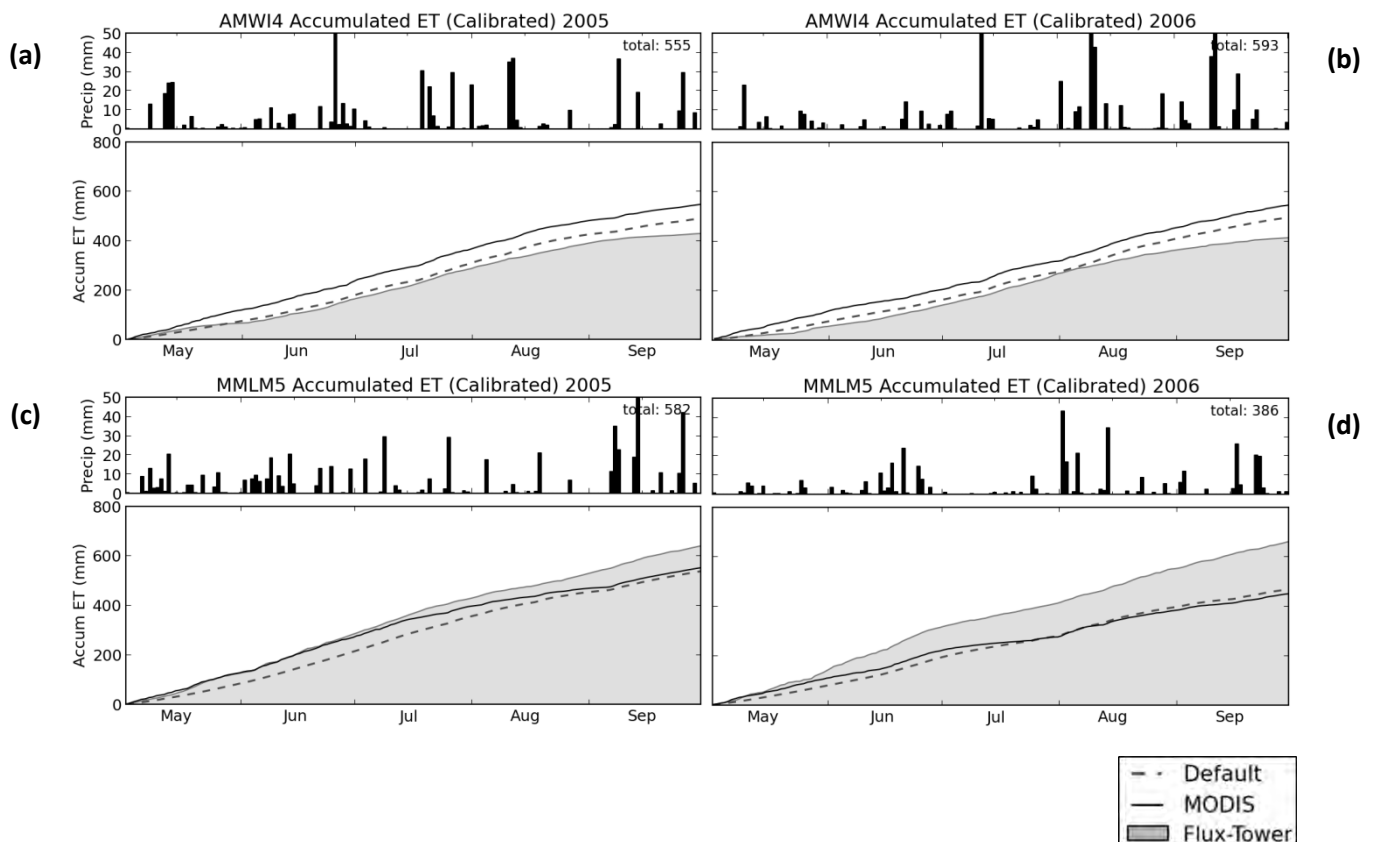 AMWI4 Accumulated ET (Calibrated) 2005
AMWI4 Accumulated ET (Calibrated) 2006
(a)
(b)
Precip (mm)
50
40
30
20
10
0
total: 555
total: 593
Accum ET (mm)
800
600
400
200
0
May Jun Jul Aug Sep
May Jun Jul Aug Sep
MMLM5 Accumulated ET (Calibrated) 2005
MMLM5 Accumulated ET (Calibrated) 2006
(c)
(d)
Precip (mm)
50
40
30
20
10
0
total: 582
total: 386
Accum ET (mm)
800
600
400
200
0
May Jun Jul Aug Sep
May Jun Jul Aug Sep
Default
MODIS
Flux-Tower